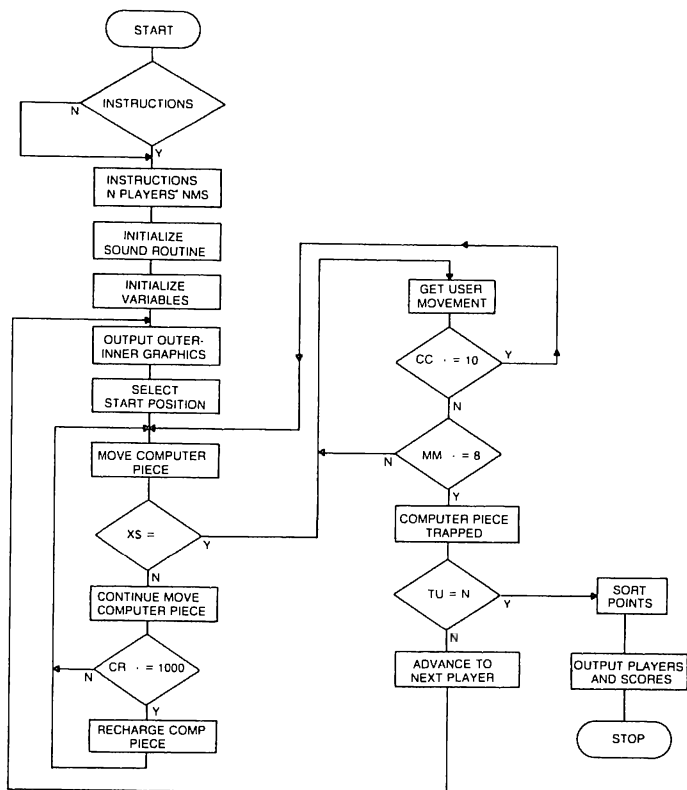 START
INSTRUCTIONS
N
Y
INSTRUCTIONS
N PLAYERS' NMS
INITIALIZE
SOUND ROUTINE
INITIALIZE
VARIABLES
OUTPUT OUTER-
INNER GRAPHICS
SELECT
START POSITION
MOVE COMPUTER
PIECE
XS =
Y
N
CONTINUE MOVE
COMPUTER PIECE
CR · = 1000
N
Y
RECHARGE COMP
PIECE
GET USER
MOVEMENT
CC · = 10
Y
N
MM · = 8
N
Y
COMPUTER PIECE
TRAPPED
TU = N
Y
N
ADVANCE TO
NEXT PLAYER
SORT
POINTS
OUTPUT PLAYERS
AND SCORES
STOP